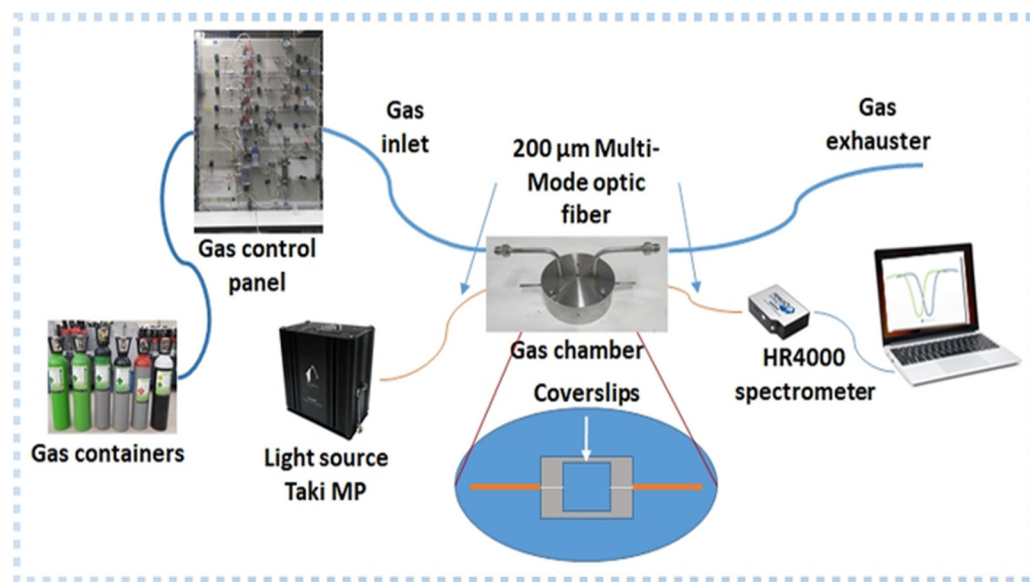 Gas
inlet
Gas
exhauster
200 µm Multi-
Mode optic
fiber
Gas control
panel
Gas chamber
HR4000
spectrometer
Coverslips
Gas containers
Light source
Taki MP